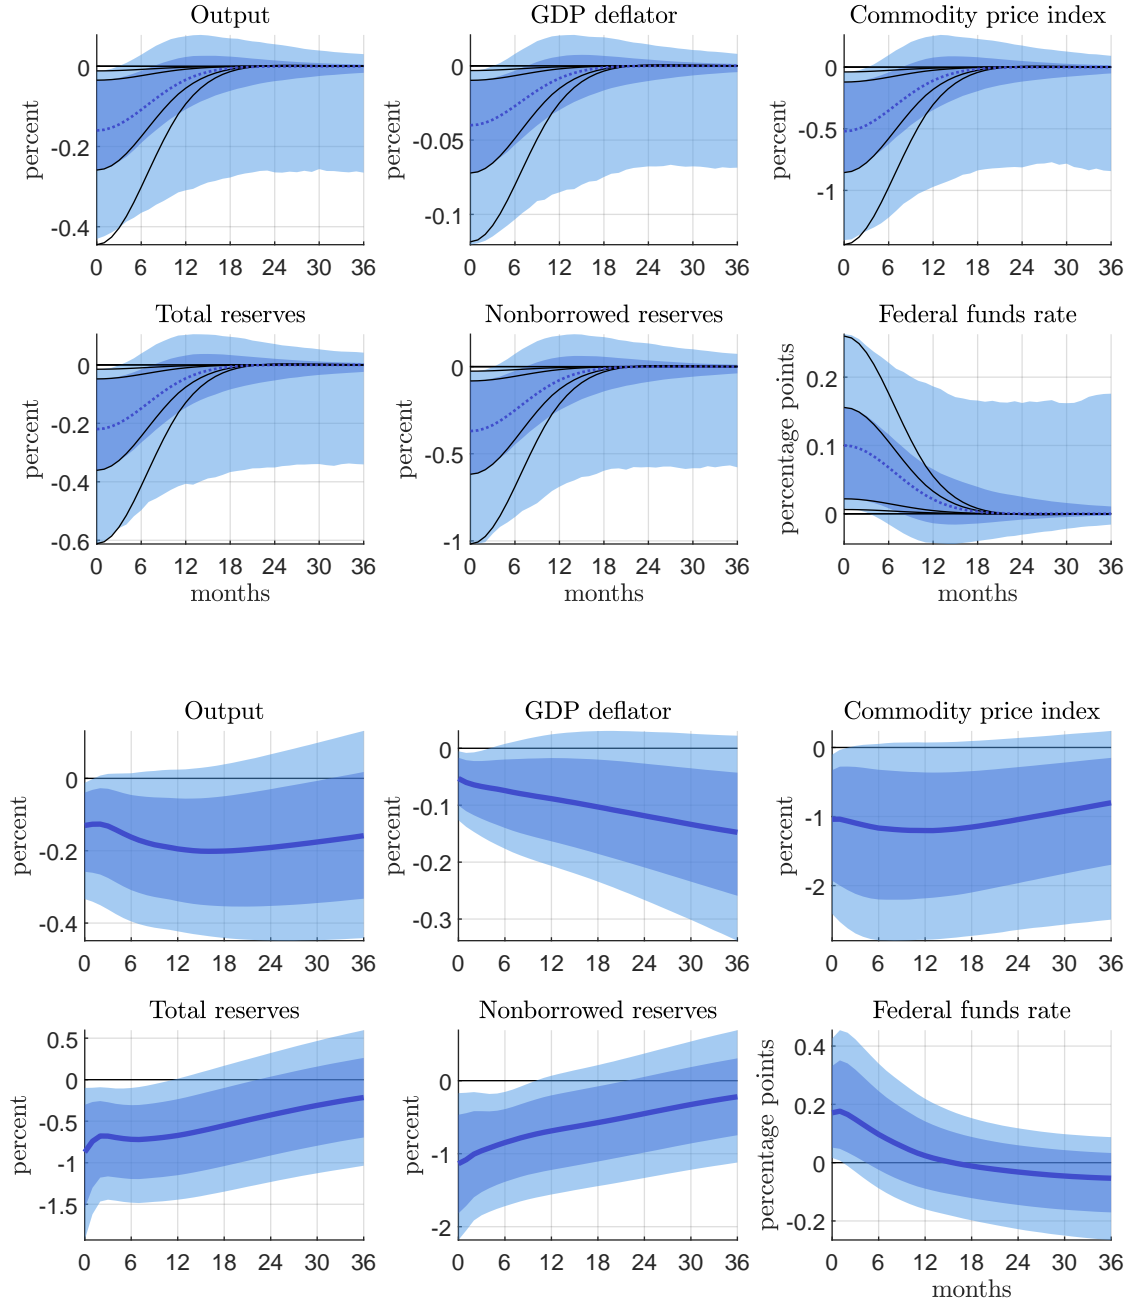 Output
GDP deflator
Commodity price index
percent
0
-0.2
-0.4
0 6 12 18 24 30 36
percent
0
-0.05
-0.1
0 6 12 18 24 30 36
percent
0
-0.5
-1
0 6 12 18 24 30 36
Total reserves
Nonborrowed reserves
Federal funds rate
percent
0
-0.2
-0.4
-0.6
0 6 12 18 24 30 36
months
percent
0
-0.5
-1
0 6 12 18 24 30 36
months
percentage points
0.2
0.1
0
0 6 12 18 24 30 36
months
Output
GDP deflator
Commodity price index
percent
0
-0.2
-0.4
0 6 12 18 24 30 36
percent
0
-0.1
-0.2
-0.3
0 6 12 18 24 30 36
percent
0
-1
-2
0 6 12 18 24 30 36
Total reserves
Nonborrowed reserves
Federal funds rate
percent
0.5
0
-0.5
-1
-1.5
0 6 12 18 24 30 36
percent
0
-1
-2
0 6 12 18 24 30 36
percentage points
0.4
0.2
0
-0.2
0 6 12 18 24 30 36
months